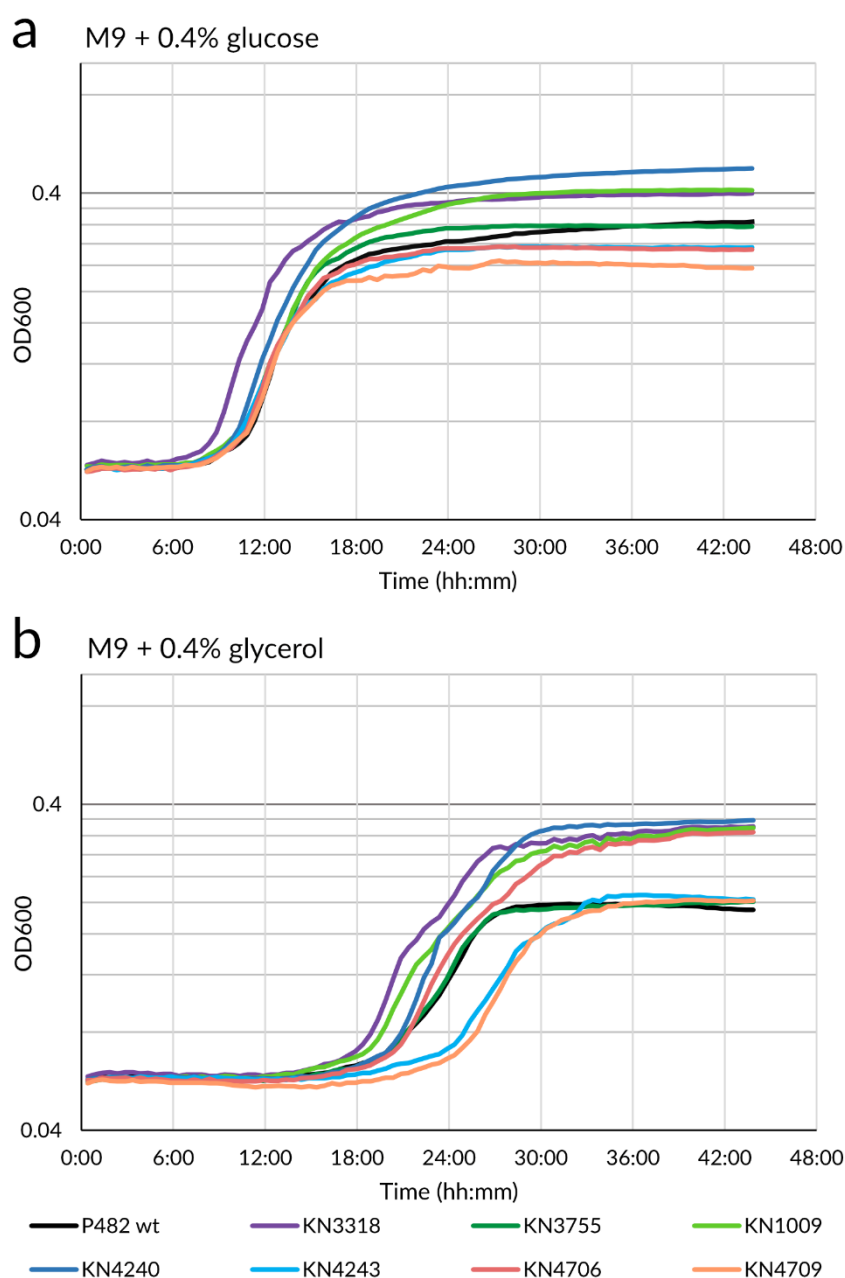 a
M9 + 0.4% glucose
OD600
0.4
0.04
0:00 6:00 12:00 18:00 24:00 30:00 36:00 42:00 48:00
Time (hh:mm)
b
M9 + 0.4% glycerol
OD600
0.4
0.04
0:00 6:00 12:00 18:00 24:00 30:00 36:00 42:00 48:00
Time (hh:mm)
P482 wt KN3318 KN3755 KN1009
KN4240 KN4243 KN4706 KN4709